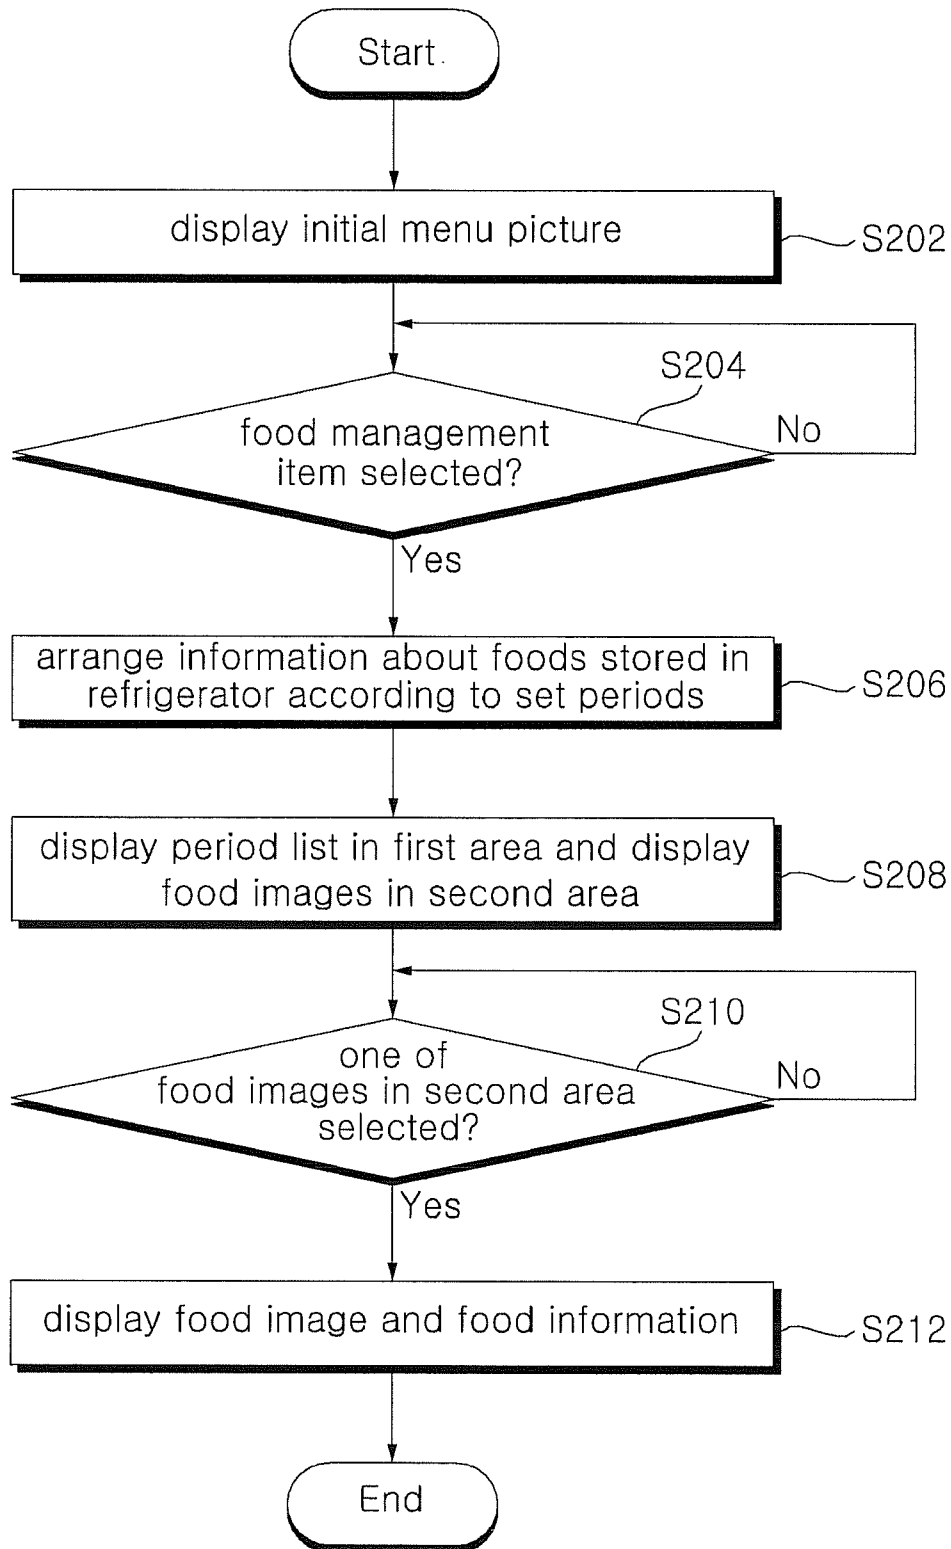 Start
display initial menu picture
S202
S204
food management
item selected?
No
Yes
arrange information about foods stored in
refrigerator according to set periods
S206
display period list in first area and display
food images in second area
S208
S210
one of
food images in second area
selected?
No
Yes
display food image and food information
S212
End